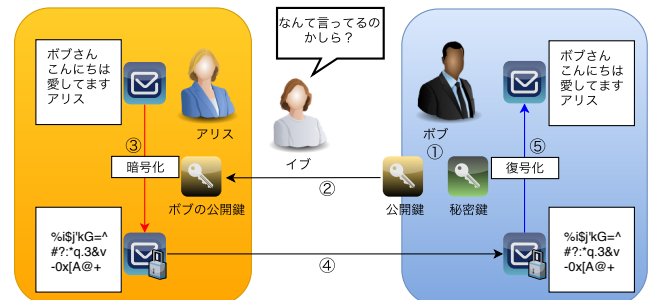 なんて言ってるの
かしら？
ボブさん
こんにちは
愛してます
アリス
アリス
イブ
ボブ
①
ボブさん
こんにちは
愛してます
アリス
③
暗号化
⑤
復号化
ボブの公開鍵
②
公開鍵
秘密鍵
%i$j'kG=^
#?:*q.3&v
-0x[A@+
④
%i$j'kG=^
#?:*q.3&v
-0x[A@+